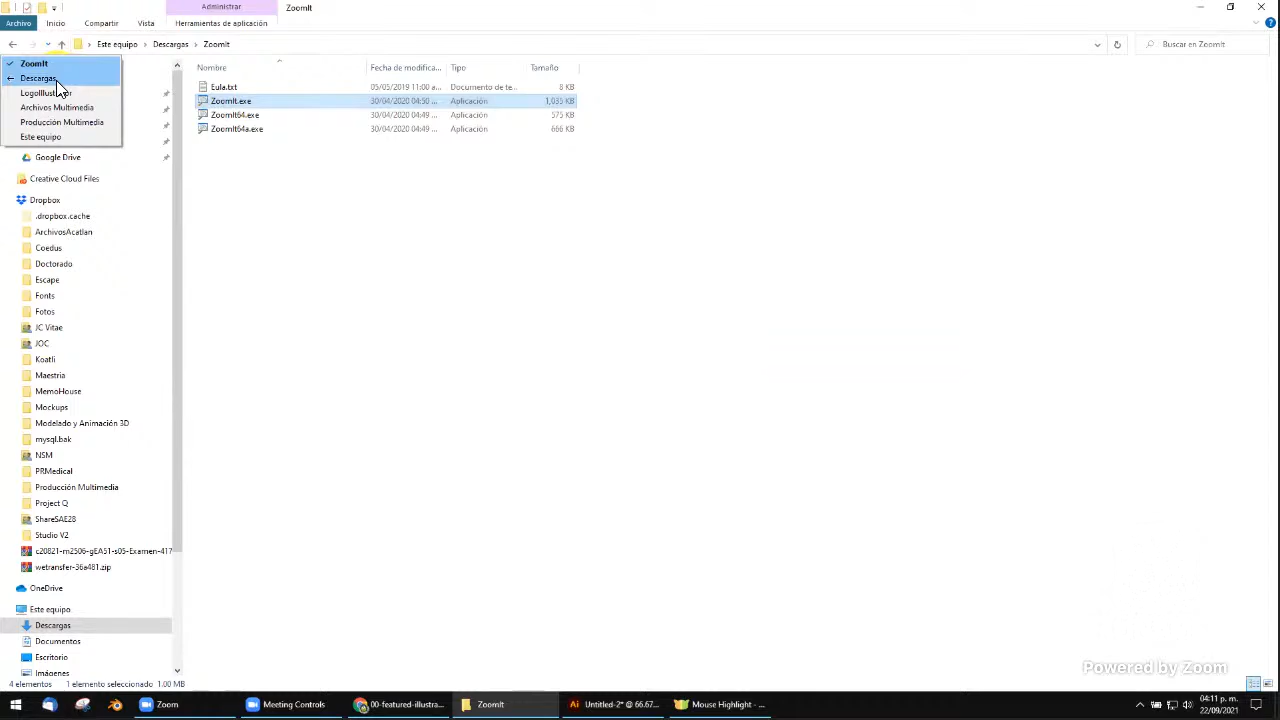 Administrar
ZoomIt
Archivo
Inicio
Compartir
Vista
Herramientas de aplicación
Este equipo
Descargas
ZoomIt
Buscar en ZoomIt
ZoomIt
Descargas
Archivos Multimedia
Producción Multimedia
Este equipo
Google Drive
Creative Cloud Files
Dropbox
.dropbox.cache
ArchivosAcatlan
Coedus
Doctorado
Escape
Fonts
Fotos
JC Vitae
JOC
Koatli
Maestria
MemoHouse
Mockups
Modelado y Animación 3D
mysql.bak
NSM
PRMedical
Producción Multimedia
Project Q
ShareSAE28
Studio V2
c20821-m2506-gEA51-s05-Examen-417
wetransfer-36a481.zip
OneDrive
Este equipo
Descargas
Documentos
Escritorio
Imágenes
Nombre
Fecha de modifica...
Tipo
Tamaño
Eula.txt
05/05/2019 11:00 a...
Documento de te...
8 KB
ZoomIt.exe
30/04/2020 04:50 ...
Aplicación
1,035 KB
ZoomIt64.exe
30/04/2020 04:49 ...
Aplicación
575 KB
ZoomIt64a.exe
30/04/2020 04:49 ...
Aplicación
666 KB
Powered by Zoom
4 elementos
1 elemento seleccionado 1.00 MB
Zoom
Meeting Controls
00-featured-illustra...
ZoomIt
Untitled-2* @ 66.67...
Mouse Highlight - ...
04:11 p. m.
22/09/2021